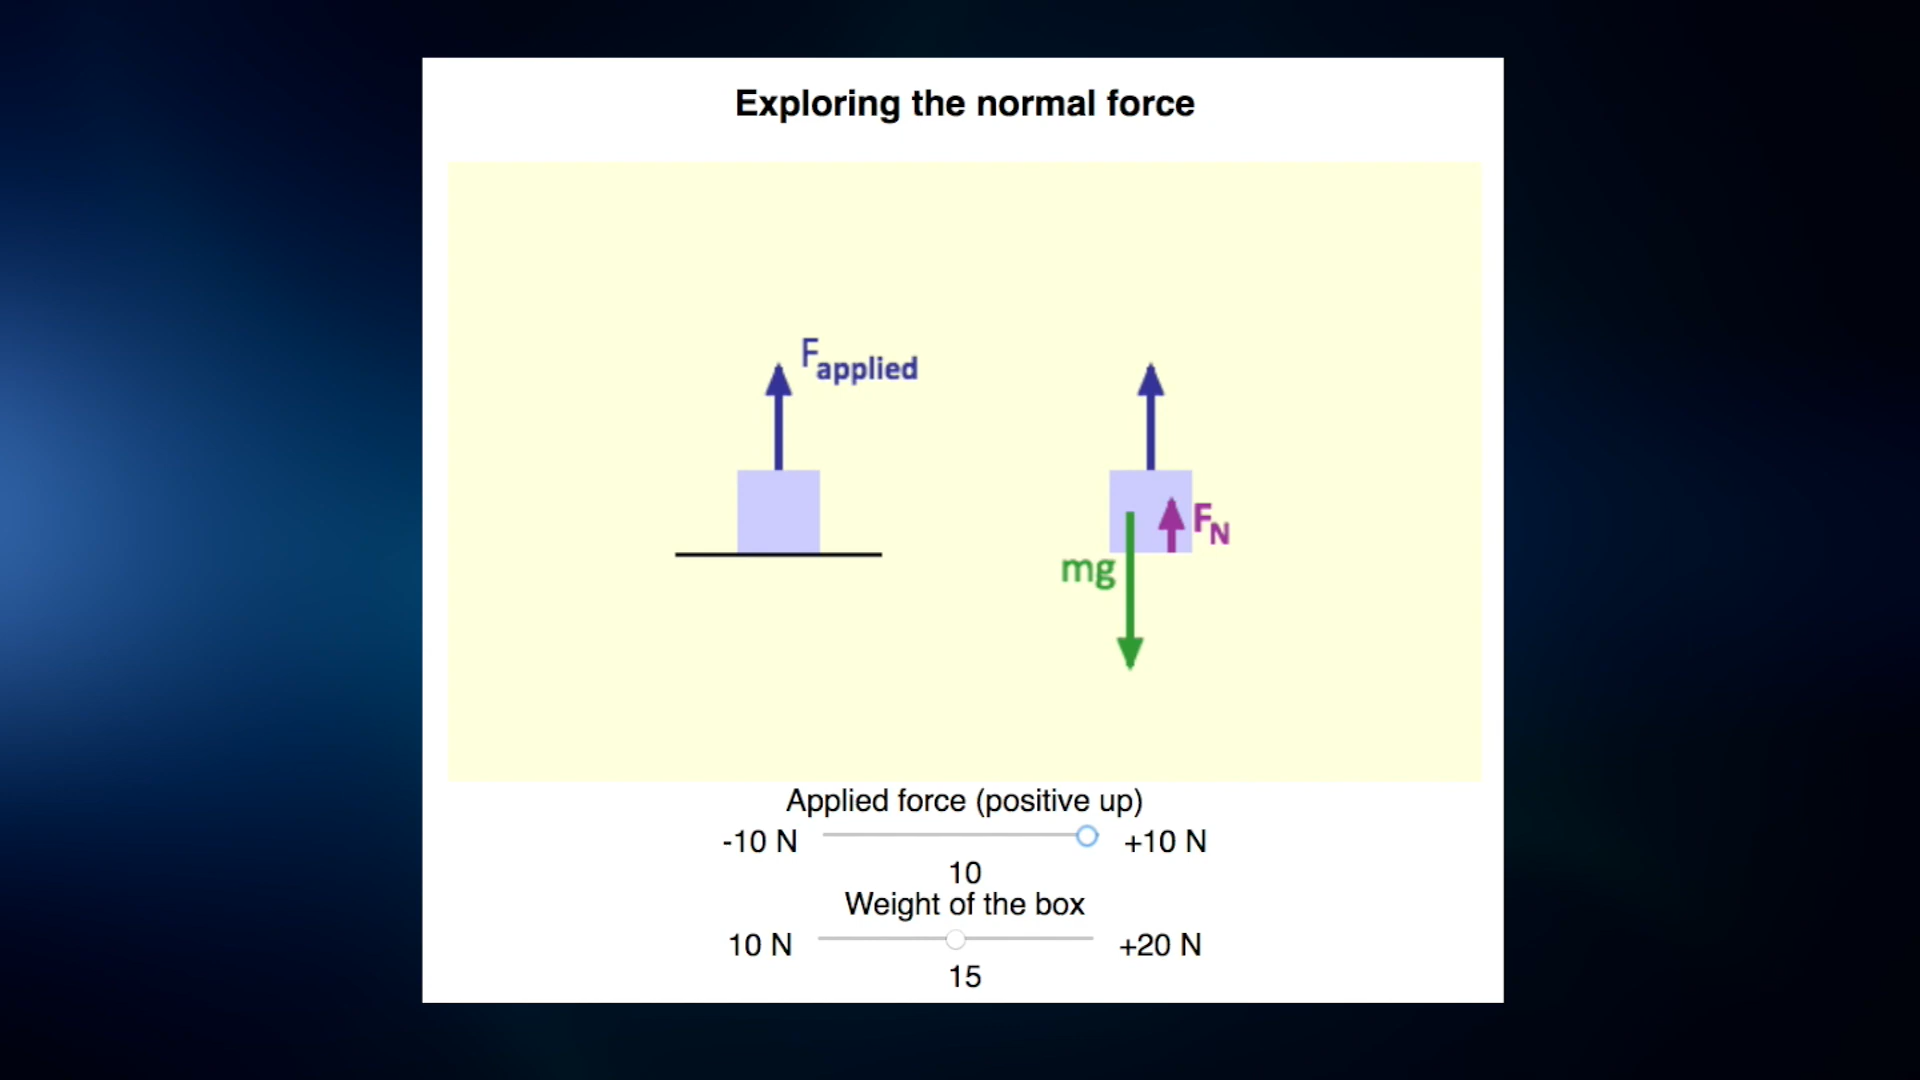 Exploring the normal force
Fapplied
FN
mg
Applied force (positive up)
-10 N +10 N
10
Weight of the box
10 N +20 N
15